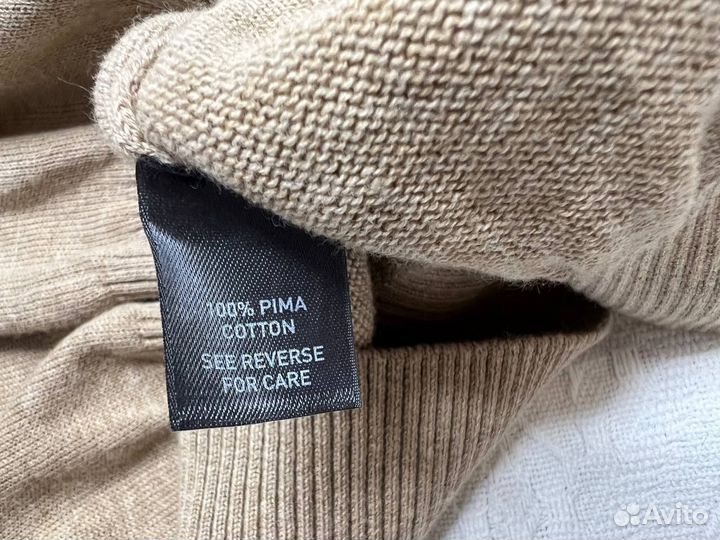 100% PIMA
COTTON
SEE REVERSE
FOR CARE
Avito